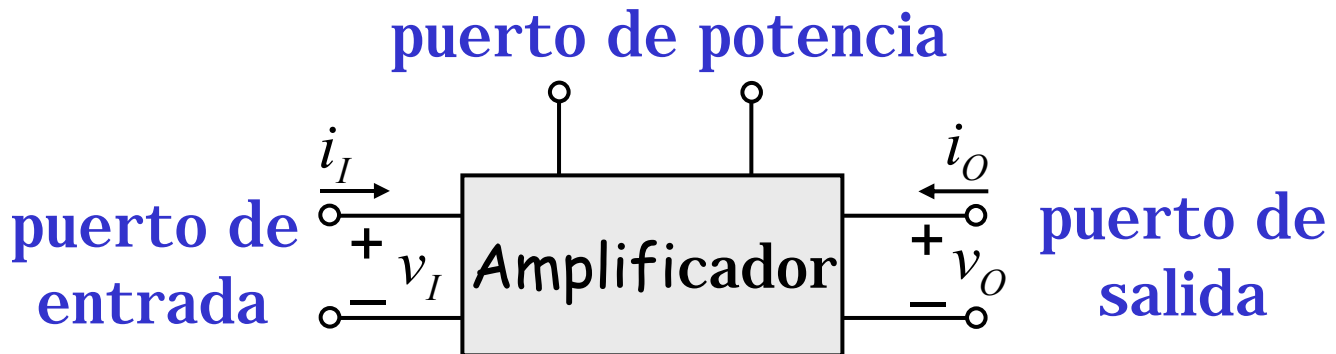 puerto de potencia
i_I
i_O
puerto de
entrada
+
v_I
−
Amplificador
+
v_O
−
puerto de
salida